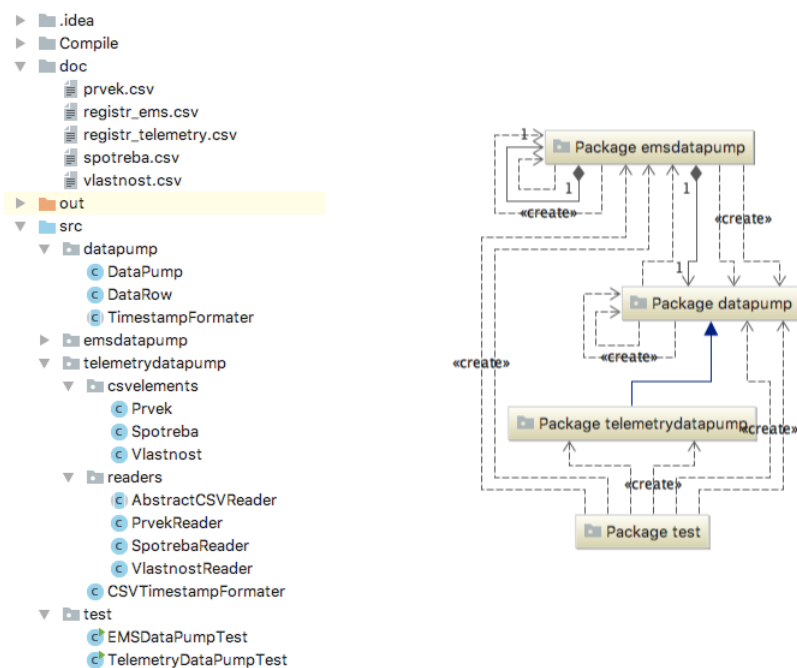 .idea
Compile
doc
prvek.csv
registr_ems.csv
registr_telemetry.csv
spotreba.csv
vlastnost.csv
out
src
datapump
DataPump
DataRow
TimestampFormater
emsdatapump
telemetrydatapump
csvelements
Prvek
Spotreba
Vlastnost
readers
AbstractCSVReader
PrvekReader
SpotrebaReader
VlastnostReader
CSVTimestampFormater
test
EMSDataPumpTest
TelemetryDataPumpTest
1
Package emsdatapump
1
1
«create»
«create»
1
Package datapump
«create»
«create»
Package telemetrydatapump
«create»
«create»
Package test